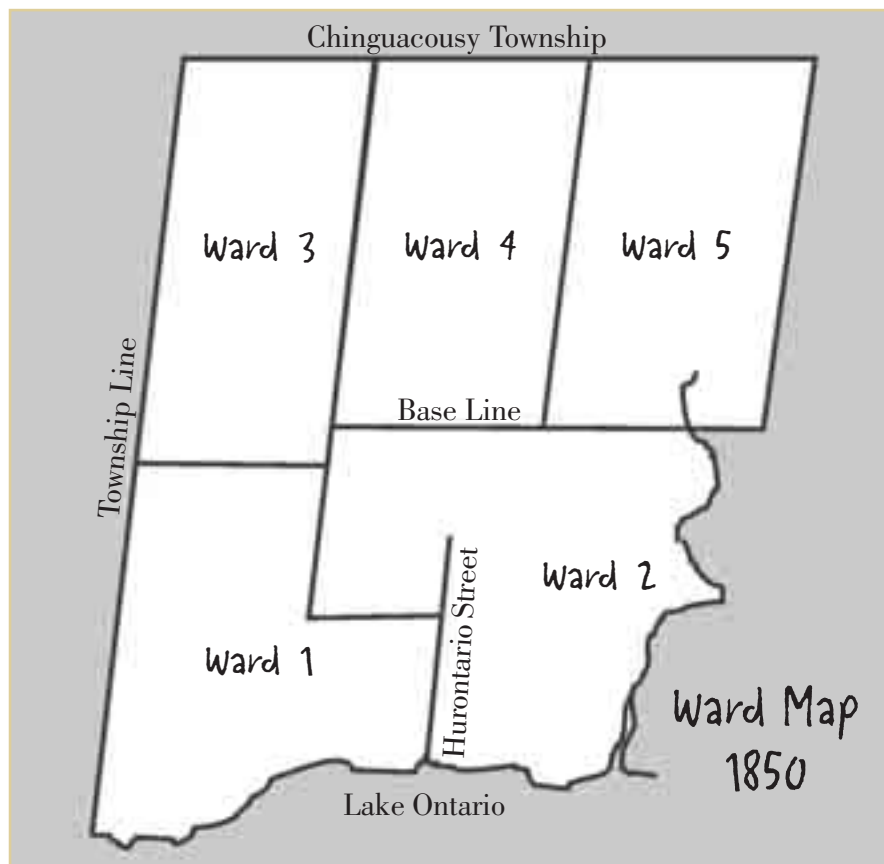 Chinguacousy Township
Ward 3
Ward 4
Ward 5
Township Line
Base Line
Ward 2
Hurontario Street
Ward 1
Ward Map
1850
Lake Ontario